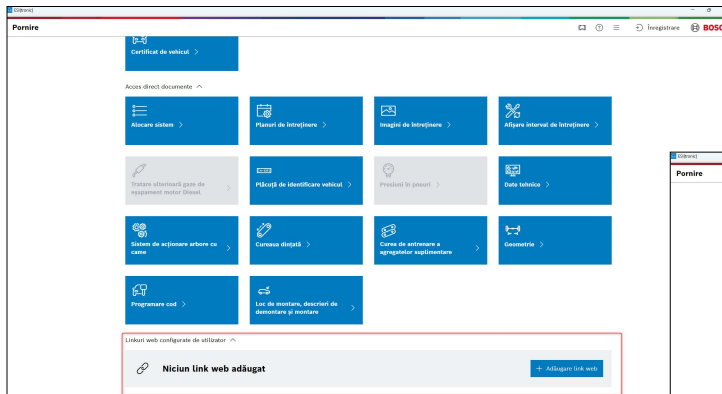 ESI[tronic]
Pornire
Înregistrare
BOSC
Certificat de vehicul
Acces direct documente
Alocare sistem
Planuri de întreținere
Imagini de întreținere
Afișare interval de întreținere
Tratare ulterioară gaze de
eșapament motor Diesel
Plăcuță de identificare vehicul
Presiuni în pneuri
Date tehnice
Sistem de acționare arbore cu
came
Cureaua dințată
Curea de antrenare a
agregatelor suplimentare
Geometrie
Programare cod
Loc de montare, descrieri de
demontare și montare
Linkuri web configurate de utilizator
Niciun link web adăugat
+ Adăugare link web
ESI[tronic]
Pornire